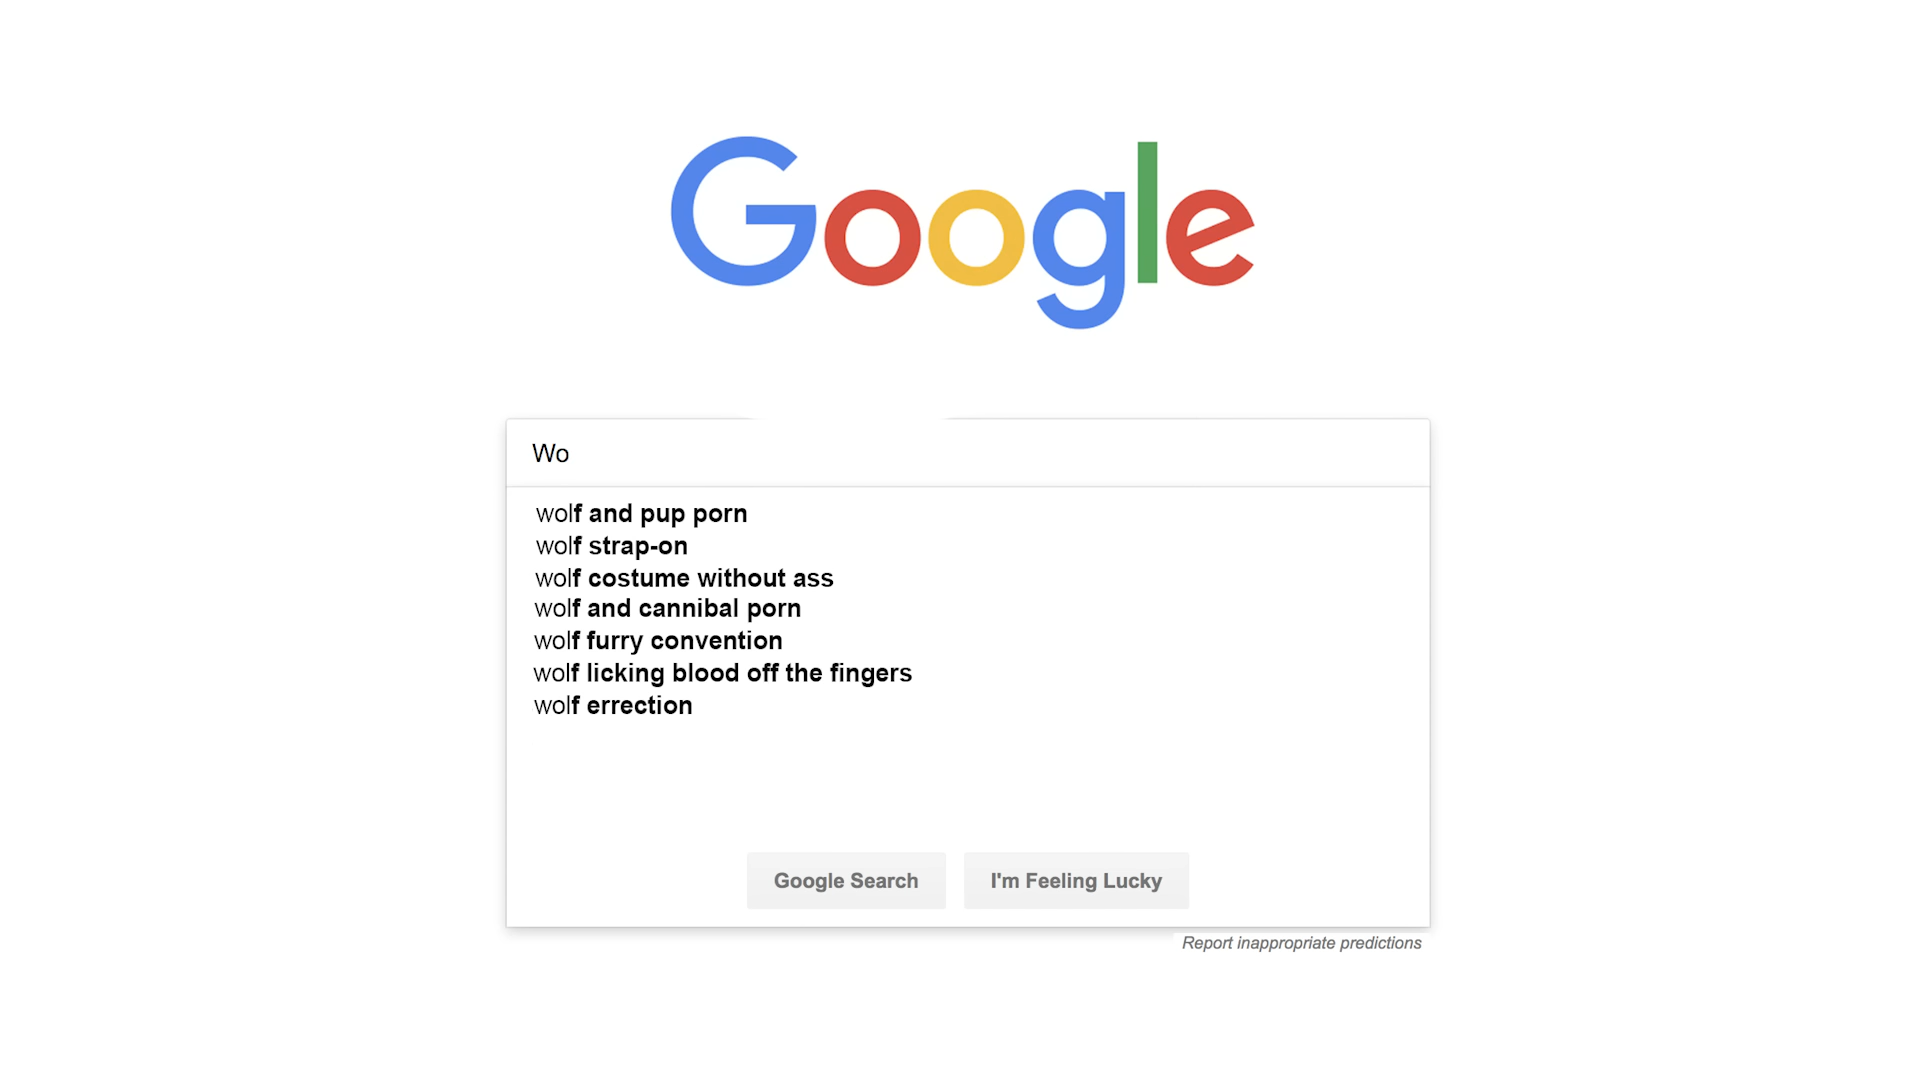 Google
Wo
wolf and pup porn
wolf strap-on
wolf costume without ass
wolf and cannibal porn
wolf furry convention
wolf licking blood off the fingers
wolf errection
Google Search
I'm Feeling Lucky
Report inappropriate predictions